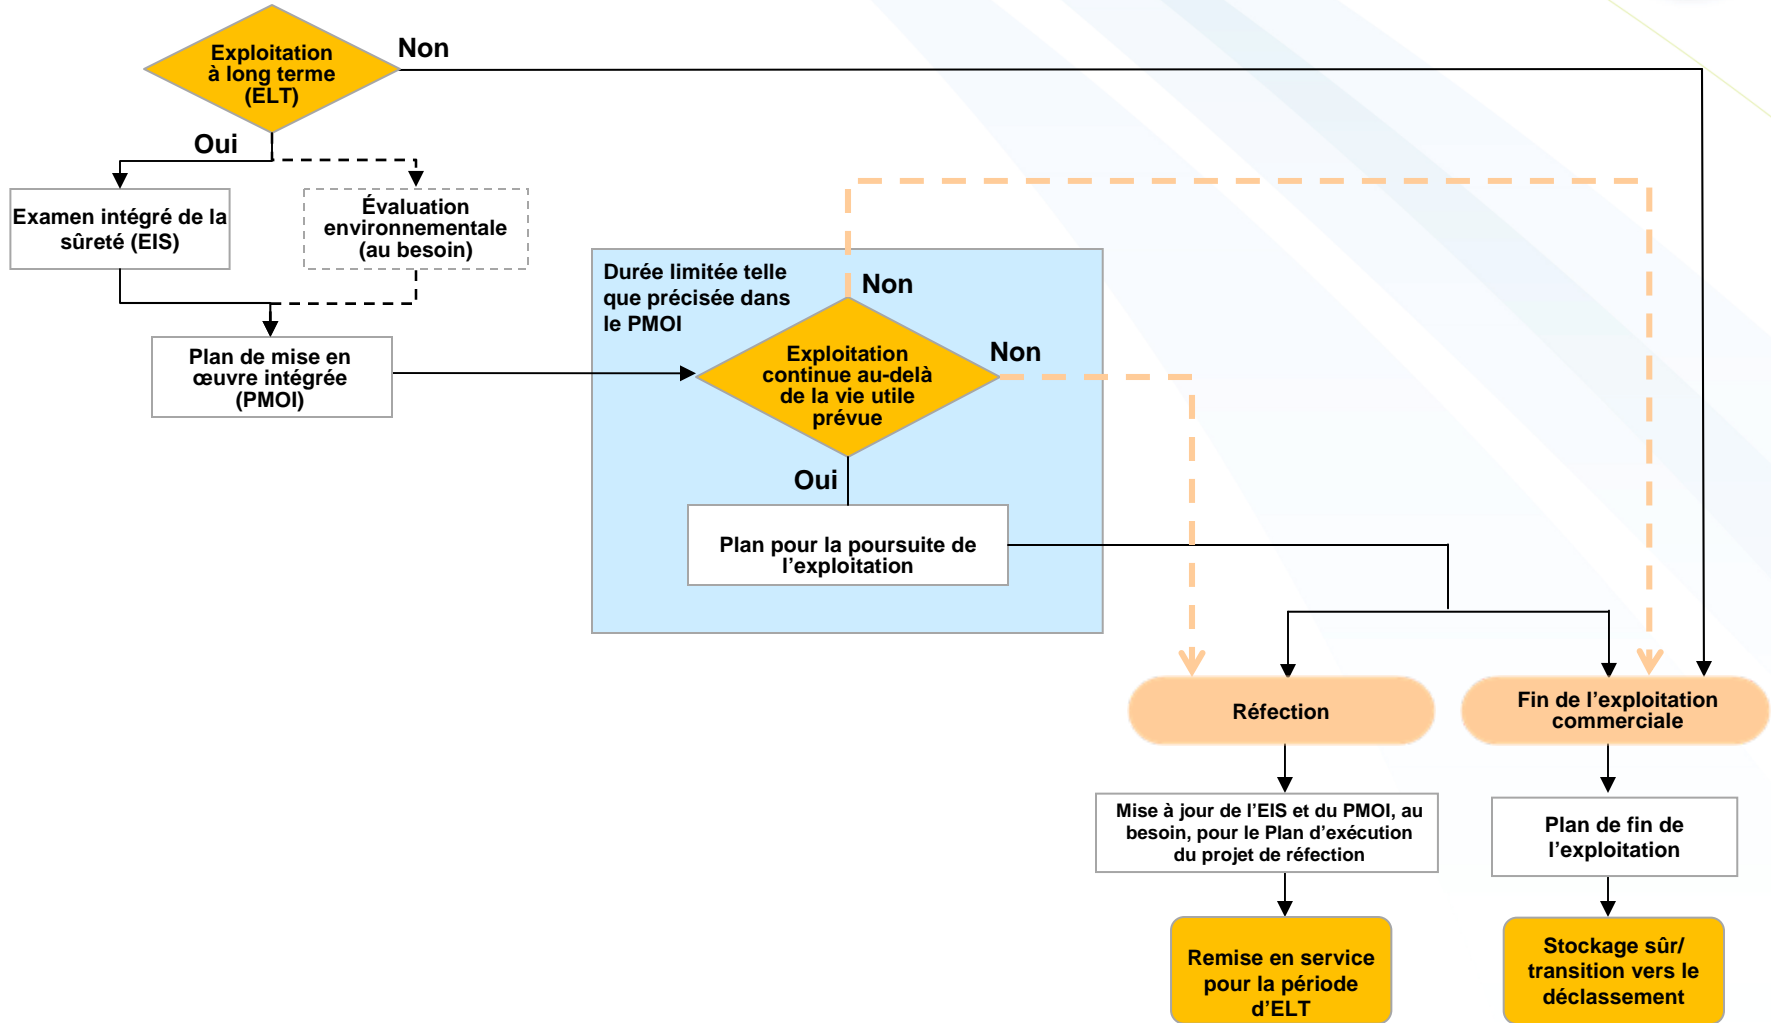 Exploitation
à long terme
(ELT)
Non
Oui
Examen intégré de la
sûreté (EIS)
Évaluation
environnementale
(au besoin)
Plan de mise en
œuvre intégrée
(PMOI)
Durée limitée telle
que précisée dans
le PMOI
Non
Exploitation
continue au-delà
de la vie utile
prévue
Non
Oui
Plan pour la poursuite de
l’exploitation
Réfection
Fin de l’exploitation
commerciale
Mise à jour de l’EIS et du PMOI, au
besoin, pour le Plan d’exécution
du projet de réfection
Plan de fin de
l’exploitation
Remise en service
pour la période
d’ELT
Stockage sûr/
transition vers le
déclassement